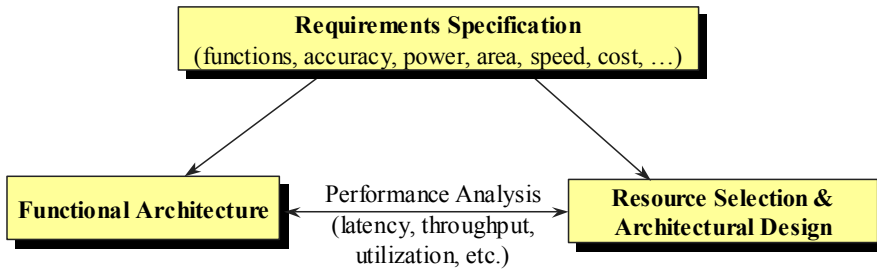 Requirements Specification
(functions, accuracy, power, area, speed, cost, …)
Functional Architecture
Performance Analysis
(latency, throughput,
utilization, etc.)
Resource Selection &
Architectural Design